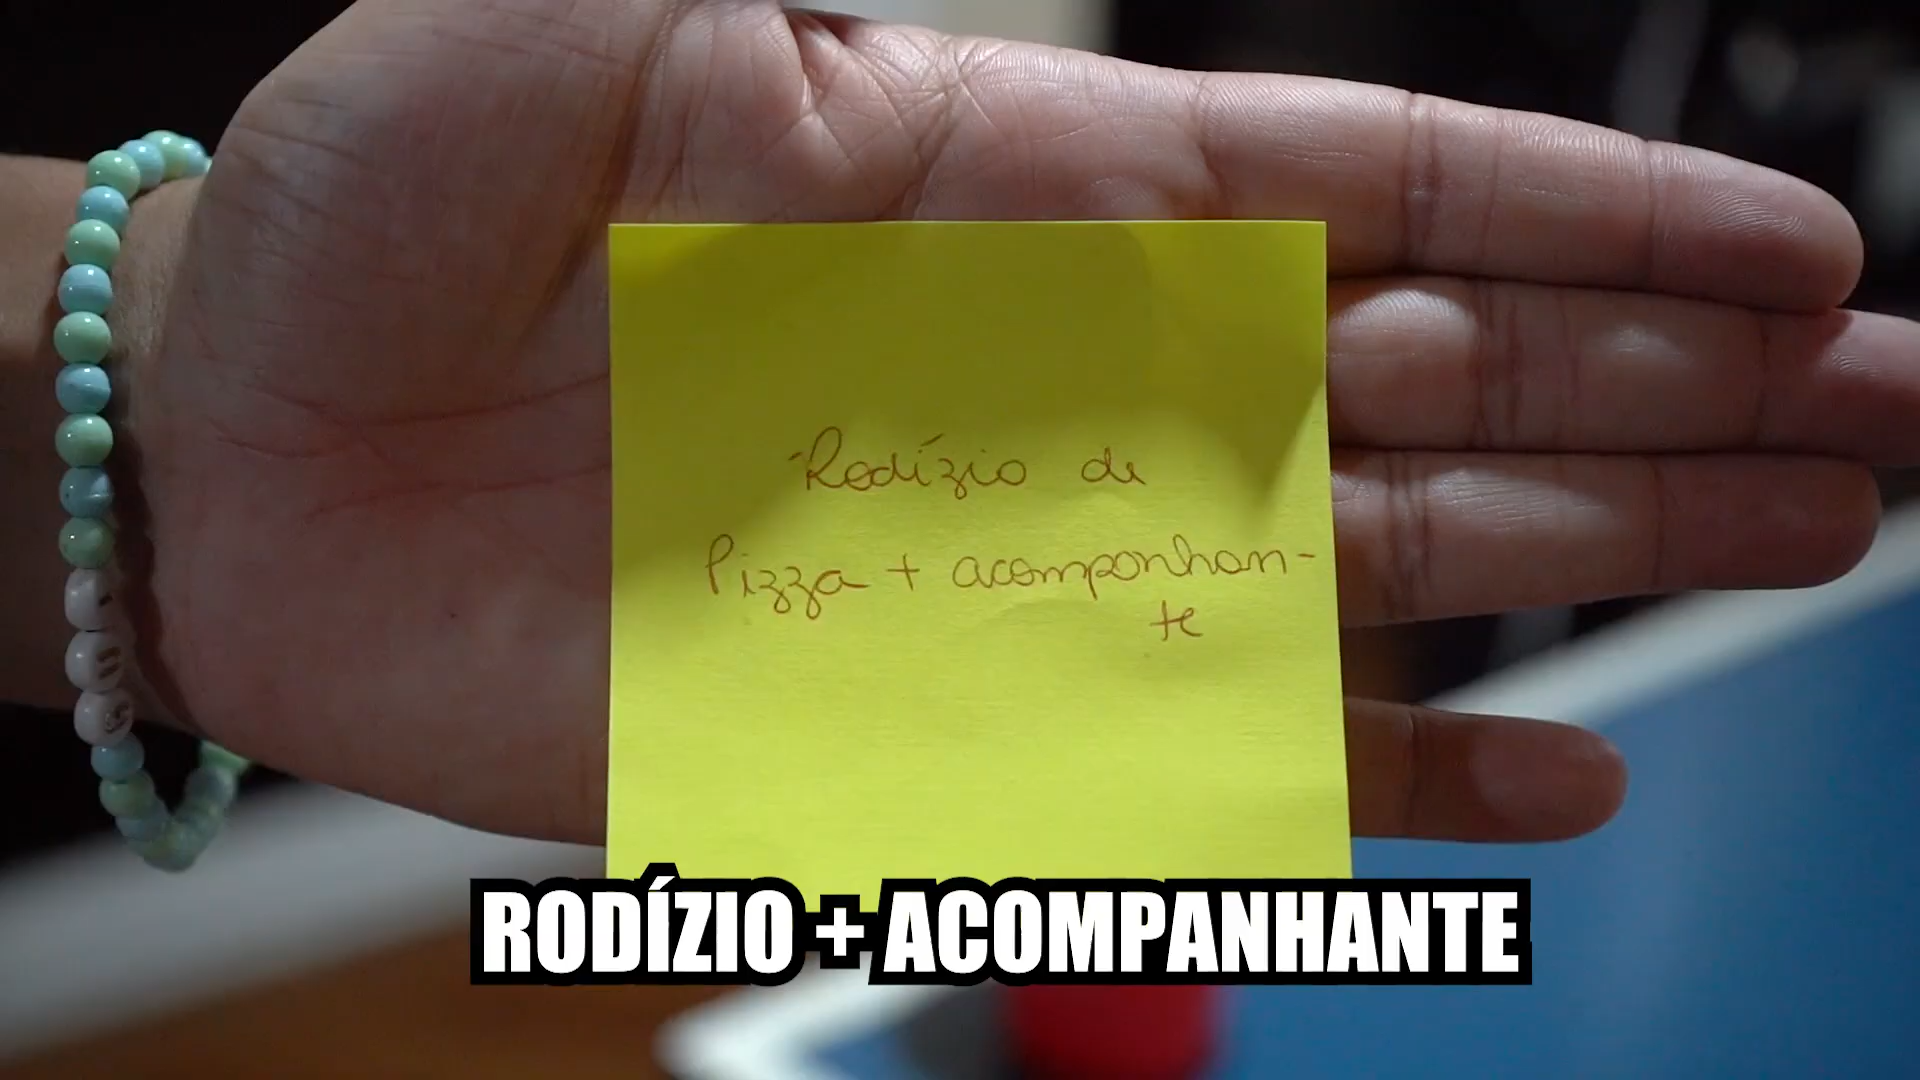 Rodízio de
Pizza + acompanhan-
te
RODÍZIO + ACOMPANHANTE